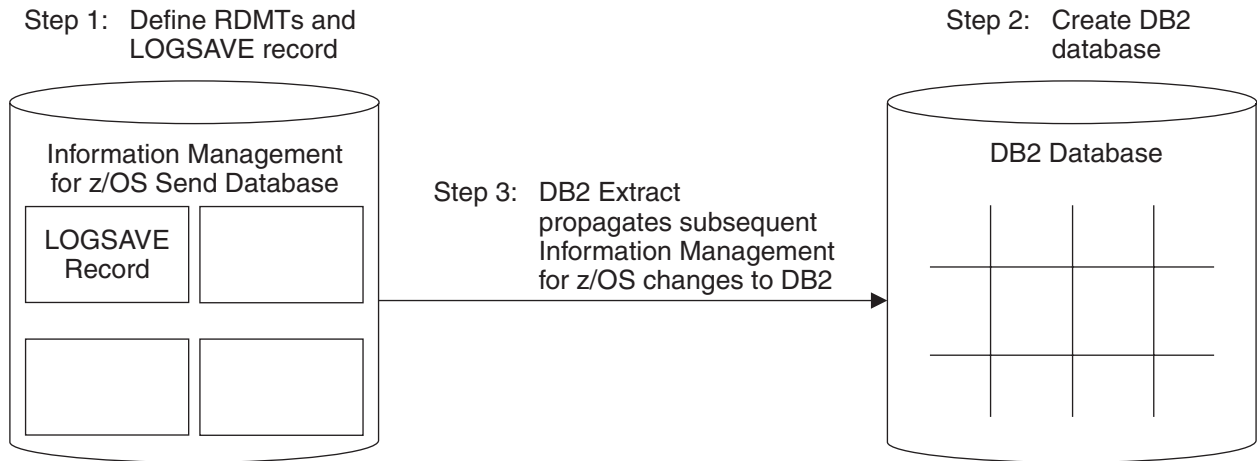 Step 1: Define RDMTs and
LOGSAVE record
Step 2: Create DB2
database
Information Management
for z/OS Send Database
LOGSAVE
Record
Step 3: DB2 Extract
propagates subsequent
Information Management
for z/OS changes to DB2
DB2 Database